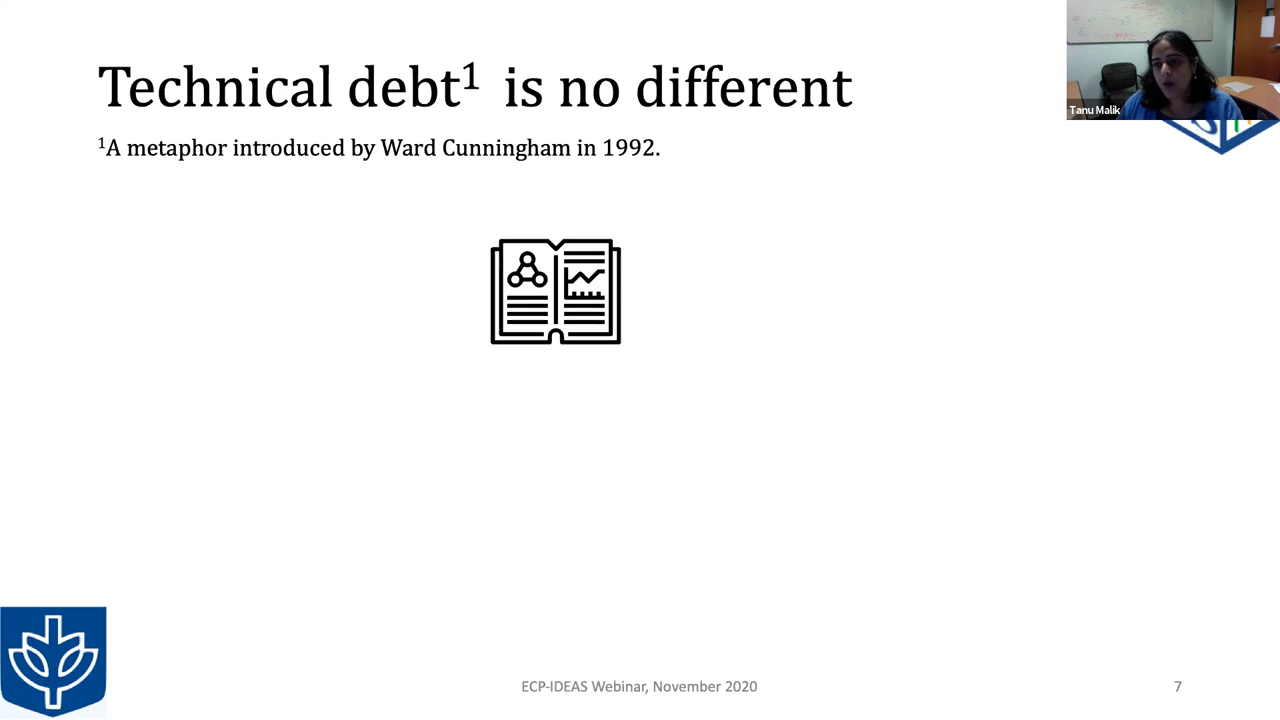 Technical debt¹ is no different
¹A metaphor introduced by Ward Cunningham in 1992.
Tanu Malik
ECP-IDEAS Webinar, November 2020
7